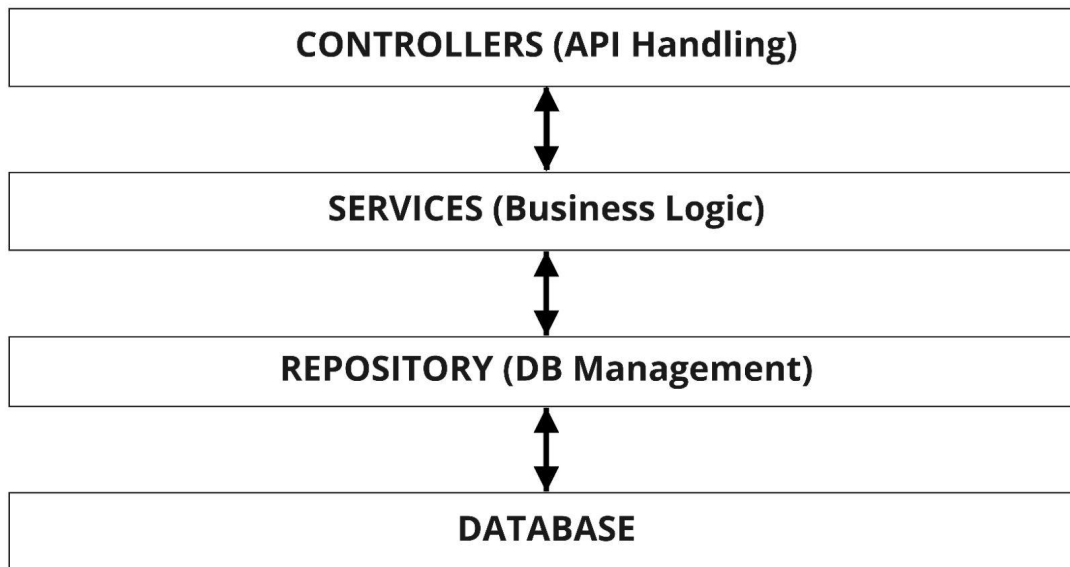 CONTROLLERS (API Handling)
SERVICES (Business Logic)
REPOSITORY (DB Management)
DATABASE